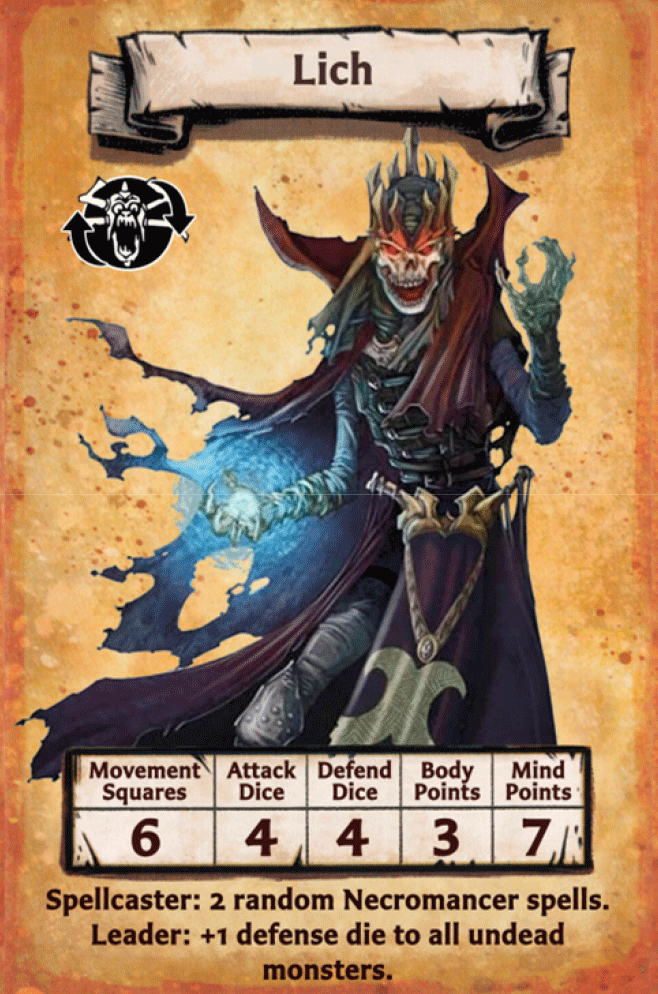 Lich
Movement Squares Attack Dice Defend Dice Body Points Mind Points
6 4 4 3 7
Spellcaster: 2 random Necromancer spells.
Leader: +1 defense die to all undead
monsters.